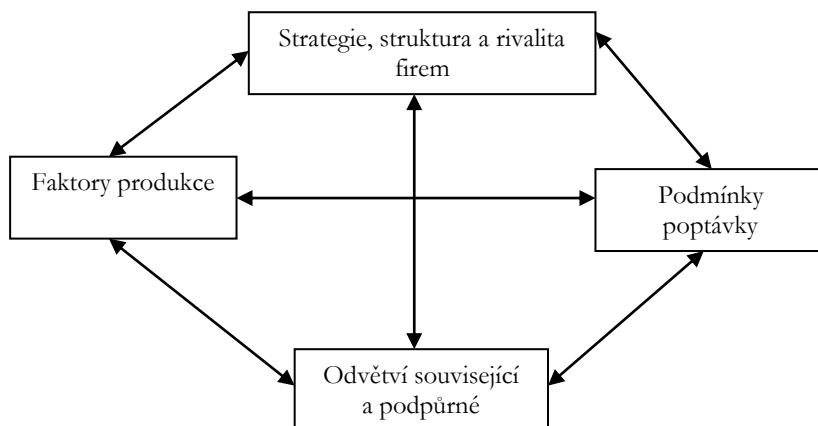 Strategie, struktura a rivalita
firem
Faktory produkce
Podmínky
poptávky
Odvětví související
a podpůrné